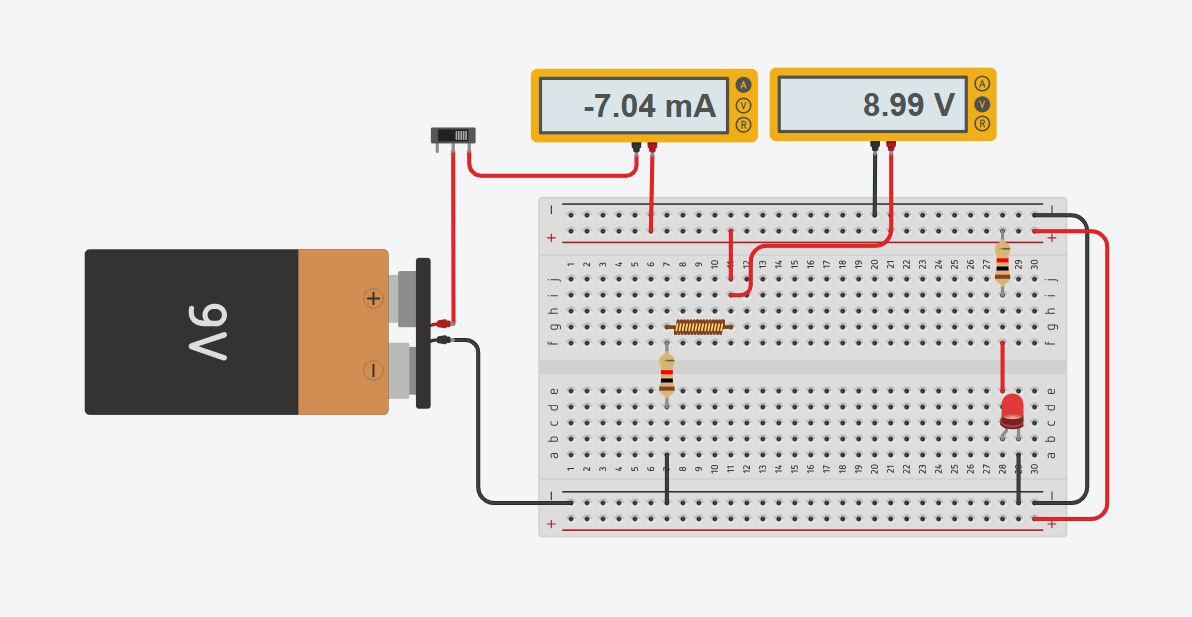 -7.04 mA
A
V
R
8.99 V
A
V
R
9V
+
−
− −
+ +
1 2 3 4 5 6 7 8 9 10 11 12 13 14 15 16 17 18 19 20 21 22 23 24 25 26 27 29 30
j j
i i
h h
g g
f f
e e
d d
c c
b b
a a
1 2 3 4 5 6 7 8 9 10 11 12 13 14 15 16 17 18 19 20 21 22 23 24 25 26 27 28 29 30
− −
+ +